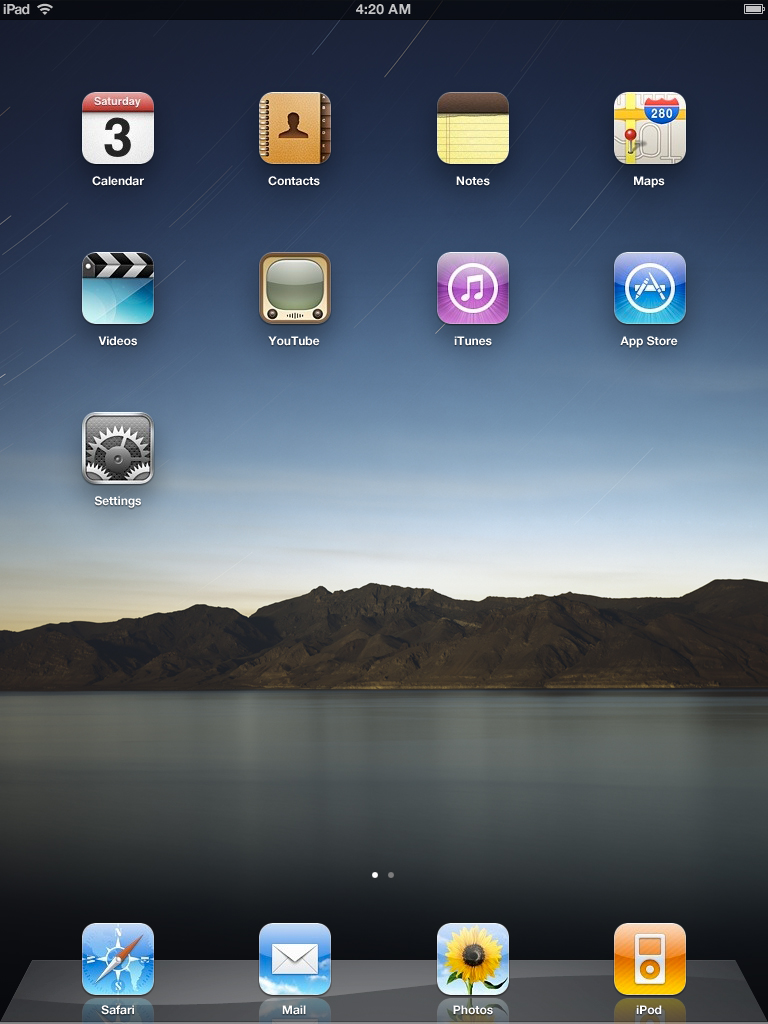 iPad 4:20 AM
Saturday
3
280
Calendar Contacts Notes Maps
Videos YouTube iTunes App Store
Settings
N
Safari Mail Photos iPod